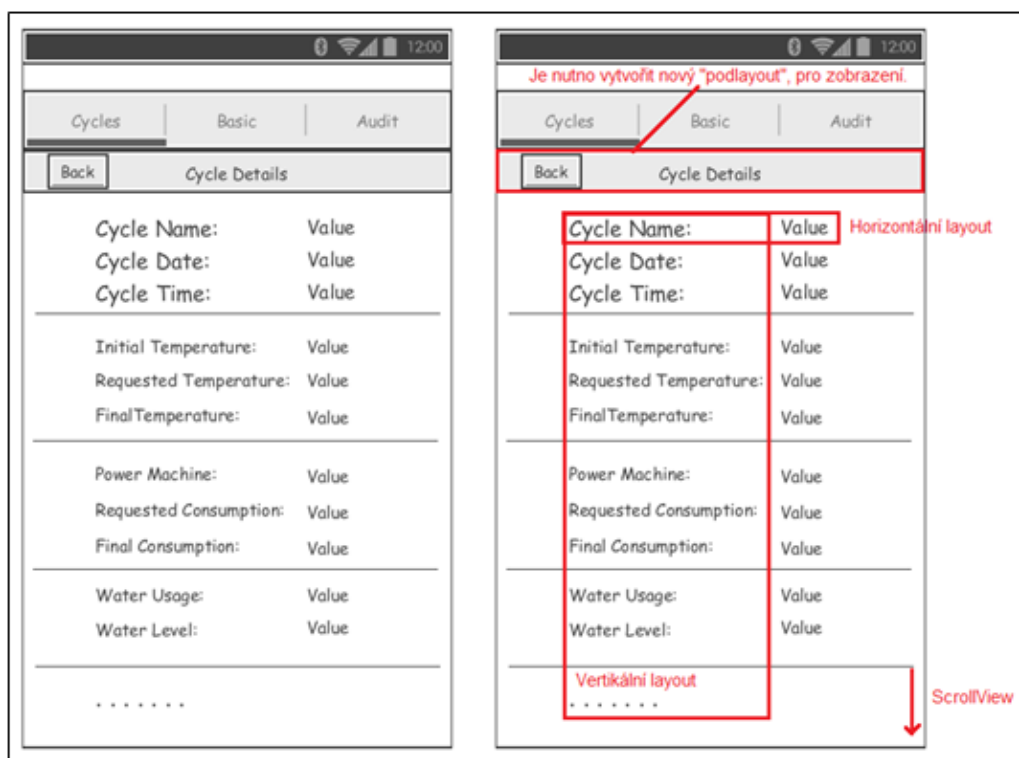 12:00
Cycles Basic Audit
Back Cycle Details
Cycle Name: Value
Cycle Date: Value
Cycle Time: Value
Initial Temperature: Value
Requested Temperature: Value
FinalTemperature: Value
Power Machine: Value
Requested Consumption: Value
Final Consumption: Value
Water Usage: Value
Water Level: Value
. . . . . . .
12:00
Je nutno vytvořit nový "podlayout", pro zobrazení.
Cycles Basic Audit
Back Cycle Details
Cycle Name: Value Horizontální layout
Cycle Date: Value
Cycle Time: Value
Initial Temperature: Value
Requested Temperature: Value
FinalTemperature: Value
Power Machine: Value
Requested Consumption: Value
Final Consumption: Value
Water Usage: Value
Water Level: Value
Vertikální layout
ScrollView
. . . . . . .